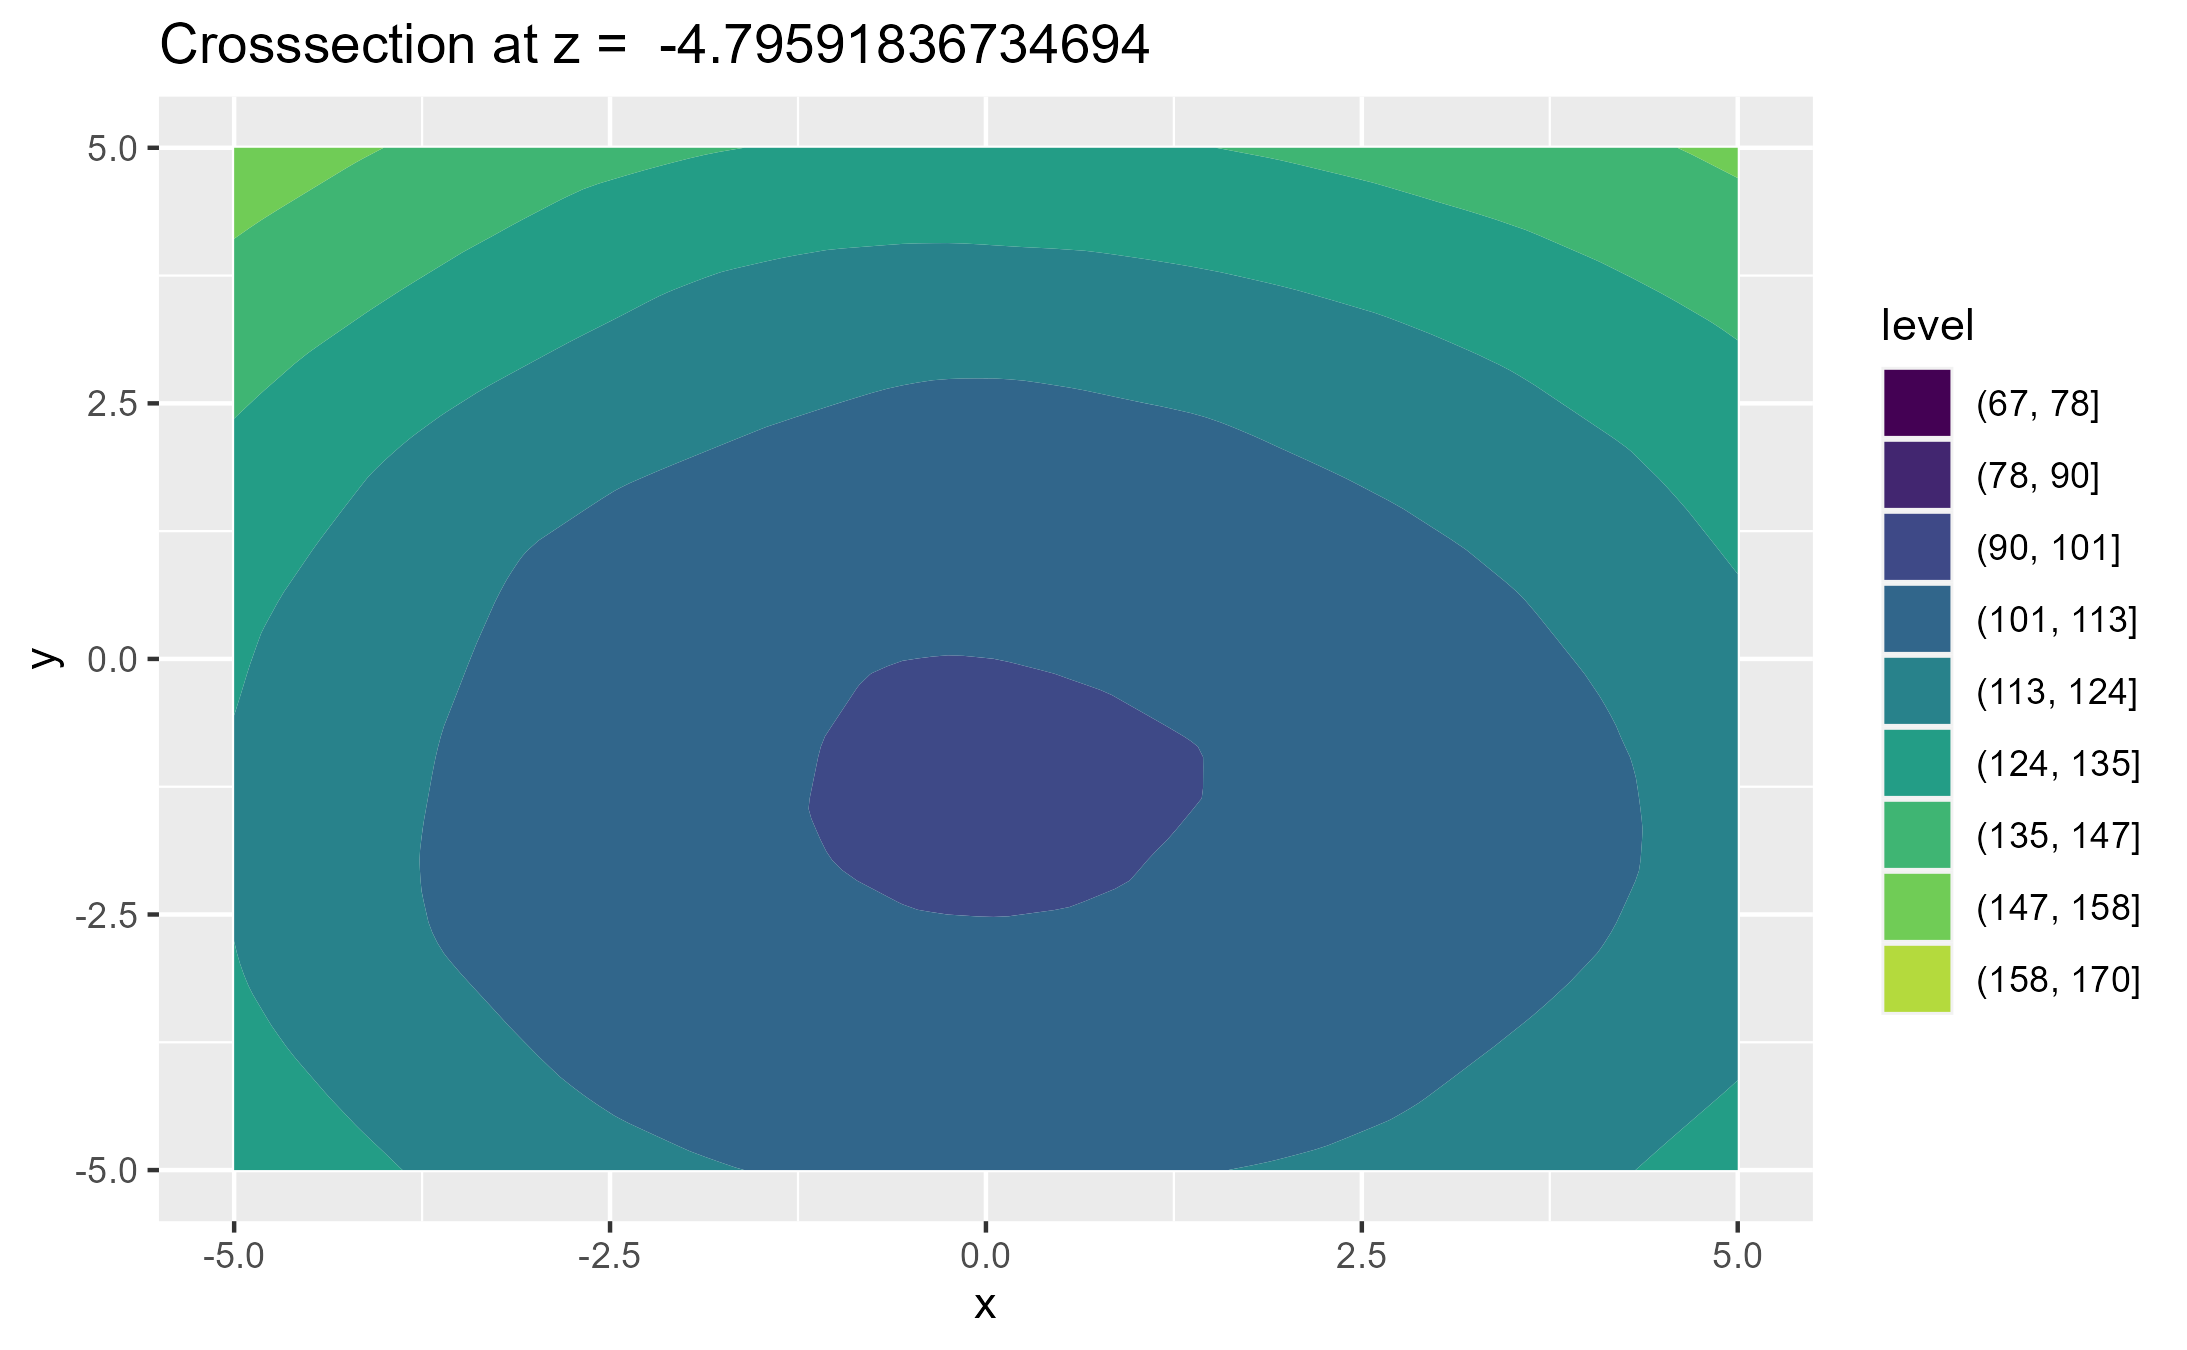 Crosssection at z =  -4.795918367346​94
5.0
2.5
0.0
-2.5
-5.0
y
-5.0 -2.5 0.0 2.5 5.0
x
level
(67, 78]
(78, 90]
(90, 101]
(101, 113]
(113, 124]
(124, 135]
(135, 147]
(147, 158]
(158, 170]